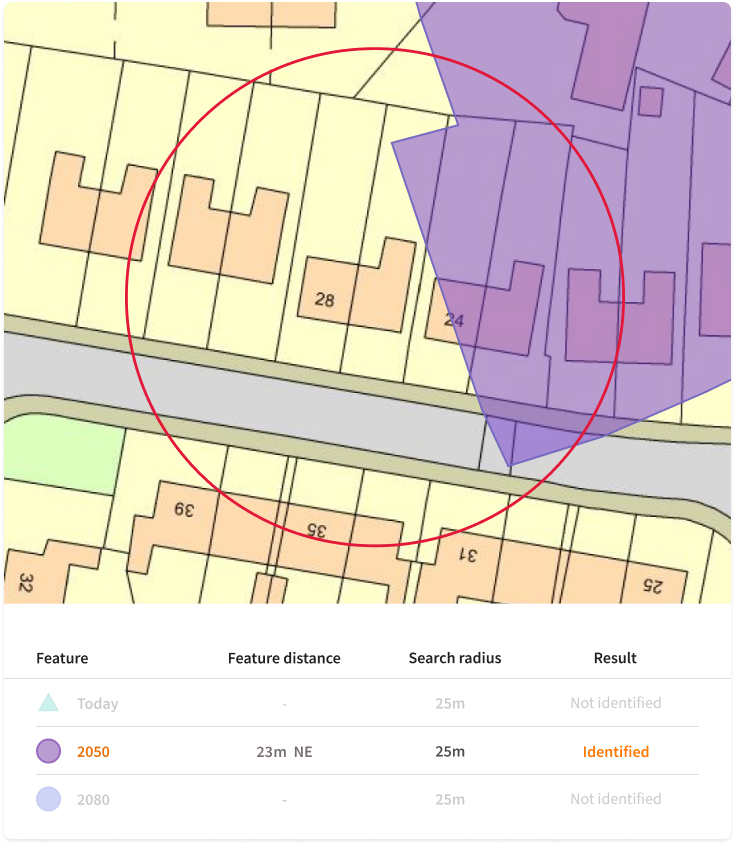 28
24
39
35
31
32
25
Feature Feature distance Search radius Result
Today - 25m Not identified
2050 23m NE 25m Identified
2080 - 25m Not identified